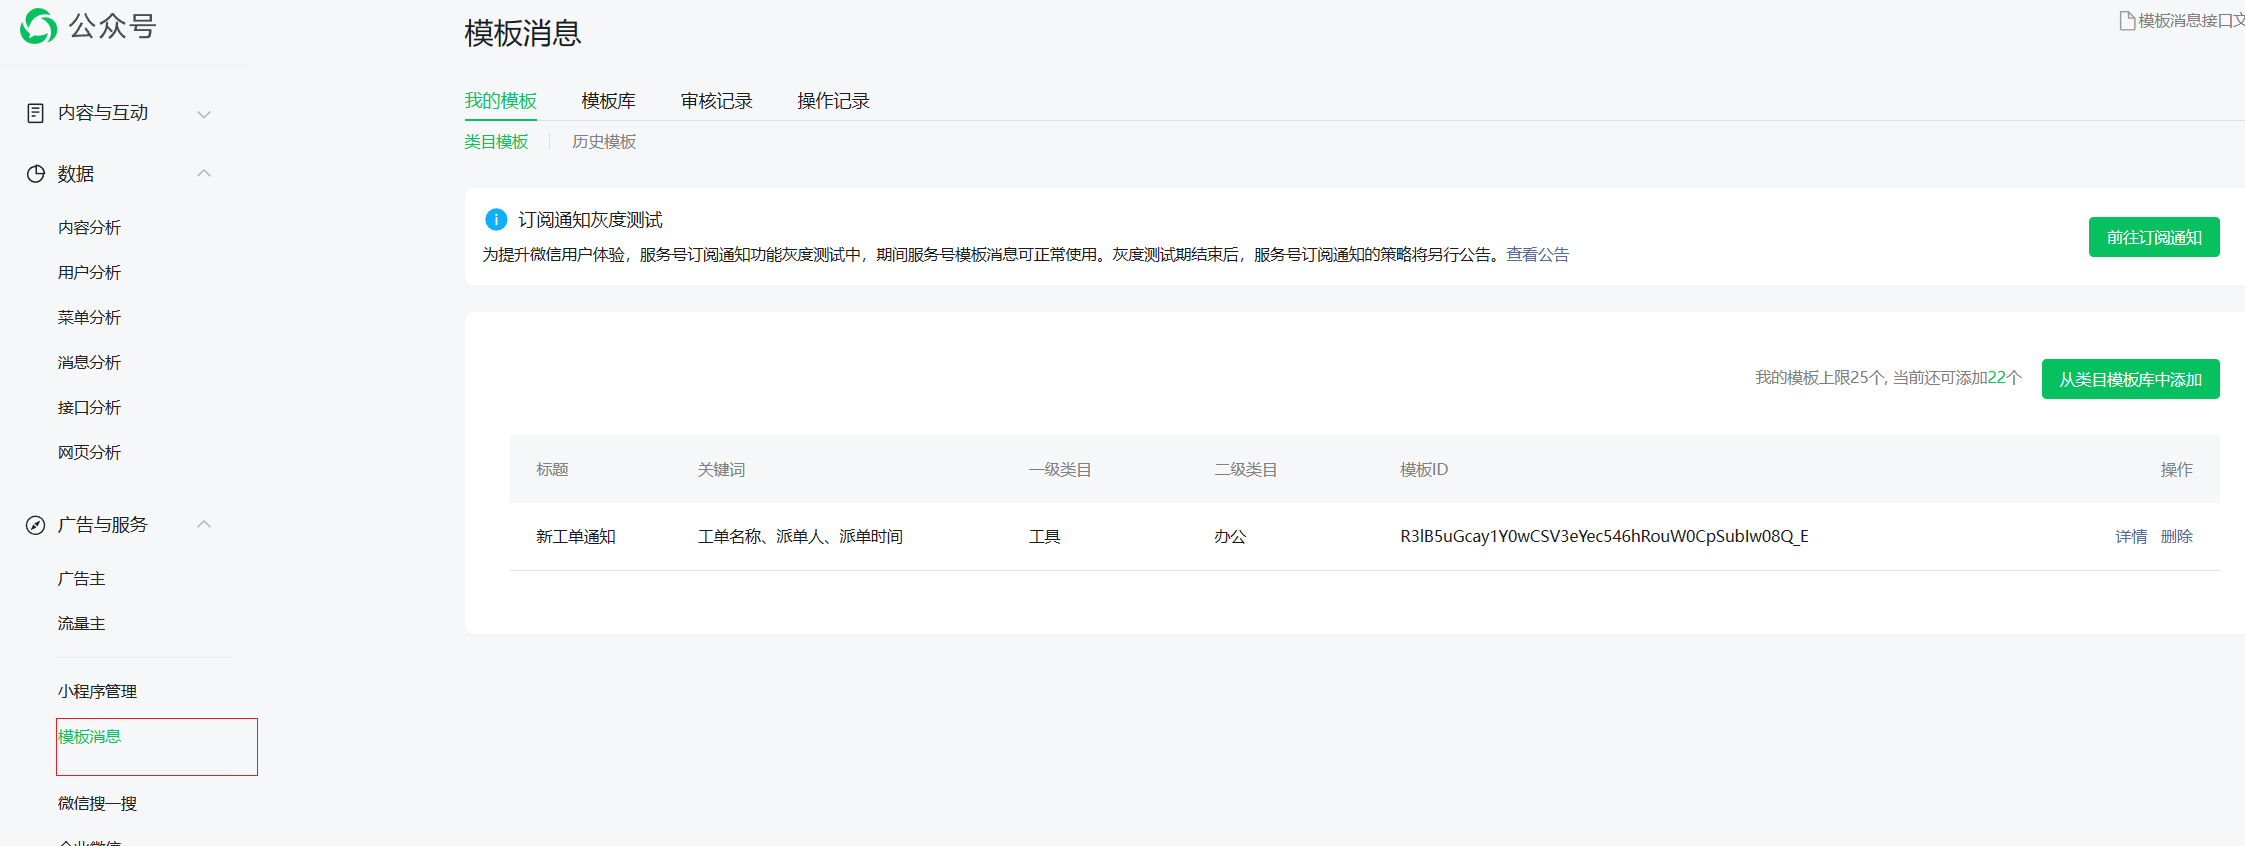 公众号
内容与互动
数据
内容分析
用户分析
菜单分析
消息分析
接口分析
网页分析
广告与服务
广告主
流量主
小程序管理
模板消息
微信搜一搜
模板消息
模板消息接口文
我的模板 模板库 审核记录 操作记录
类目模板 历史模板
订阅通知灰度测试
为提升微信用户体验，服务号订阅通知功能灰度测试中，期间服务号模板消息可正常使用。灰度测试期结束后，服务号订阅通知的策略将另行公告。查看公告
前往订阅通知
我的模板上限25个, 当前还可添加22个
从类目模板库中添加
标题 关键词 一级类目 二级类目 模板ID 操作
新工单通知 工单名称、派单人、派单时间 工具 办公 R3lB5uGcay1Y0wCSV3eYec546hRouW0CpSubIw08Q_E 详情 删除